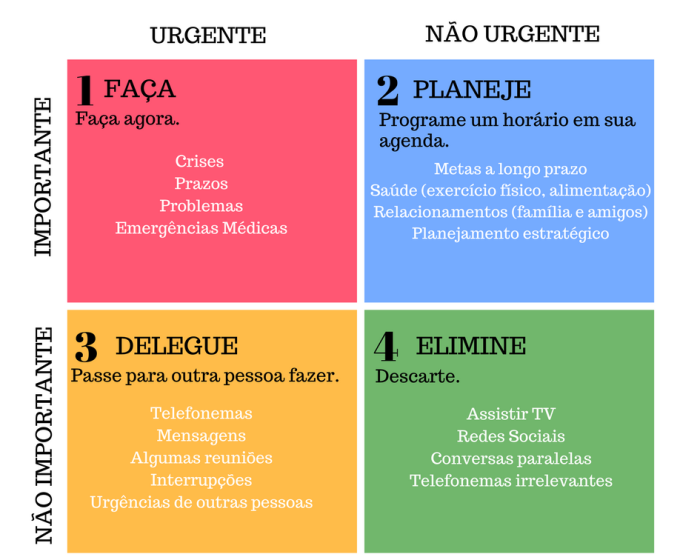 URGENTE
NÃO URGENTE
IMPORTANTE
1 FAÇA
Faça agora.
Crises
Prazos
Problemas
Emergências Médicas
2 PLANEJE
Programe um horário em sua
agenda.
Metas a longo prazo
Saúde (exercício físico, alimentação)
Relacionamentos (família e amigos)
Planejamento estratégico
NÃO IMPORTANTE
3 DELEGUE
Passe para outra pessoa fazer.
Telefonemas
Mensagens
Algumas reuniões
Interrupções
Urgências de outras pessoas
4 ELIMINE
Descarte.
Assistir TV
Redes Sociais
Conversas paralelas
Telefonemas irrelevantes